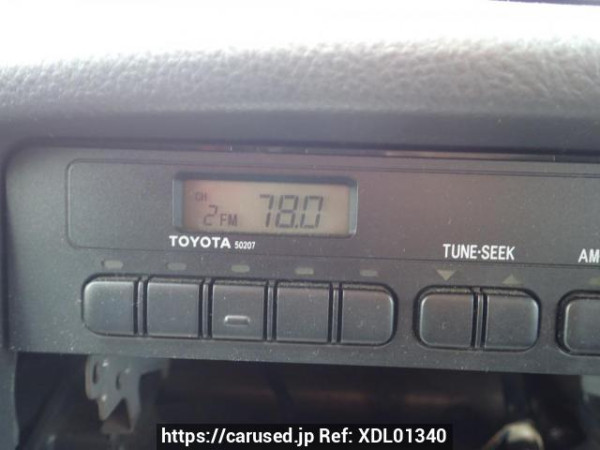 CH
2 FM 78.0
TOYOTA 50207
TUNE·SEEK
AM
https://carused.jp Ref: XDL01340